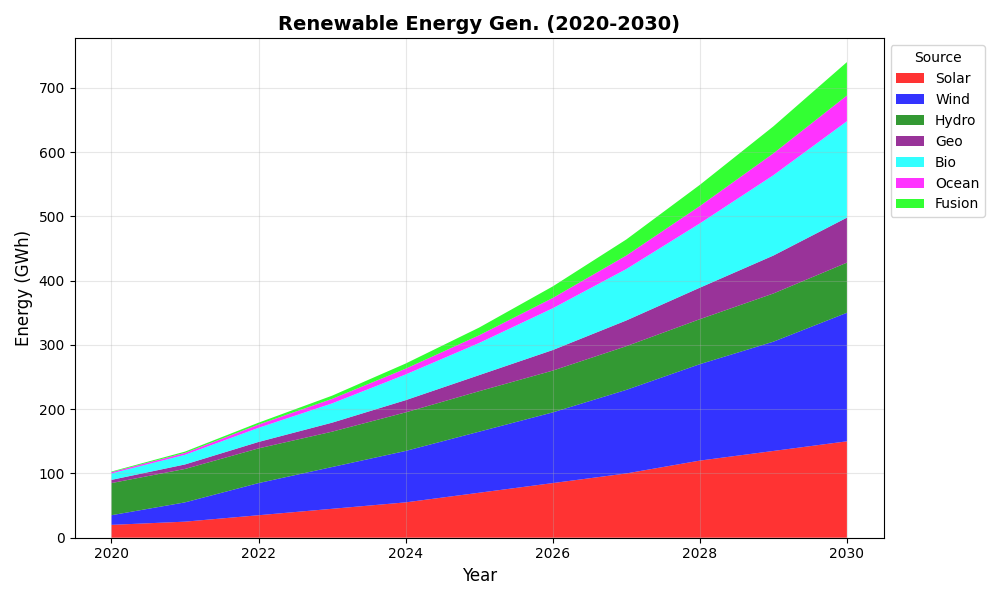 Renewable Energy Gen. (2020-2030)
Energy (GWh)
700
600
500
400
300
200
100
0
2020 2022 2024 2026 2028 2030
Year
Source
Solar
Wind
Hydro
Geo
Bio
Ocean
Fusion